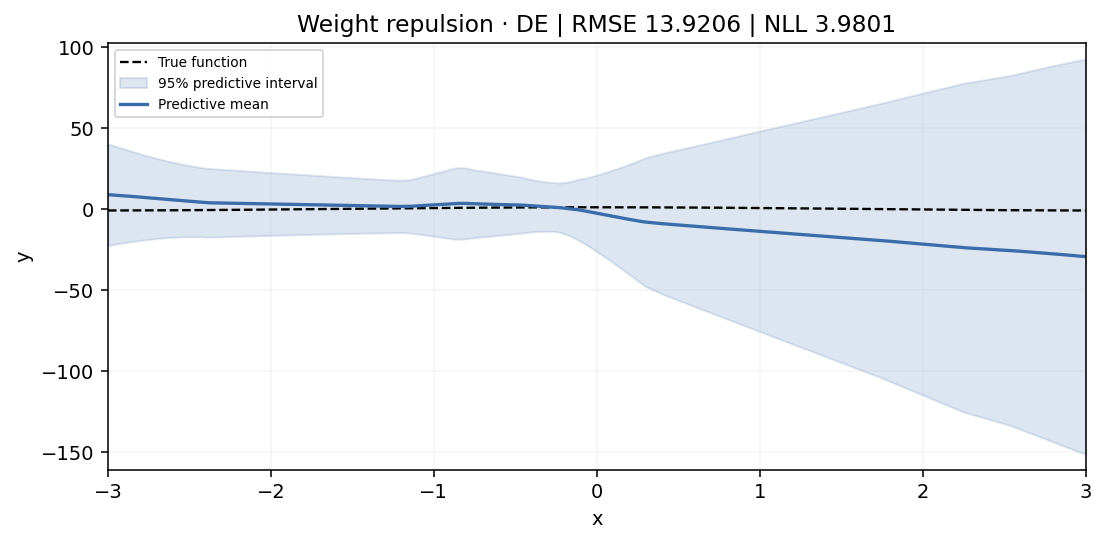 Weight repulsion · DE | RMSE 13.9206 | NLL 3.9801
True function
95% predictive interval
Predictive mean
100
50
0
−50
−100
−150
y
−3
−2
−1
0
1
2
3
x